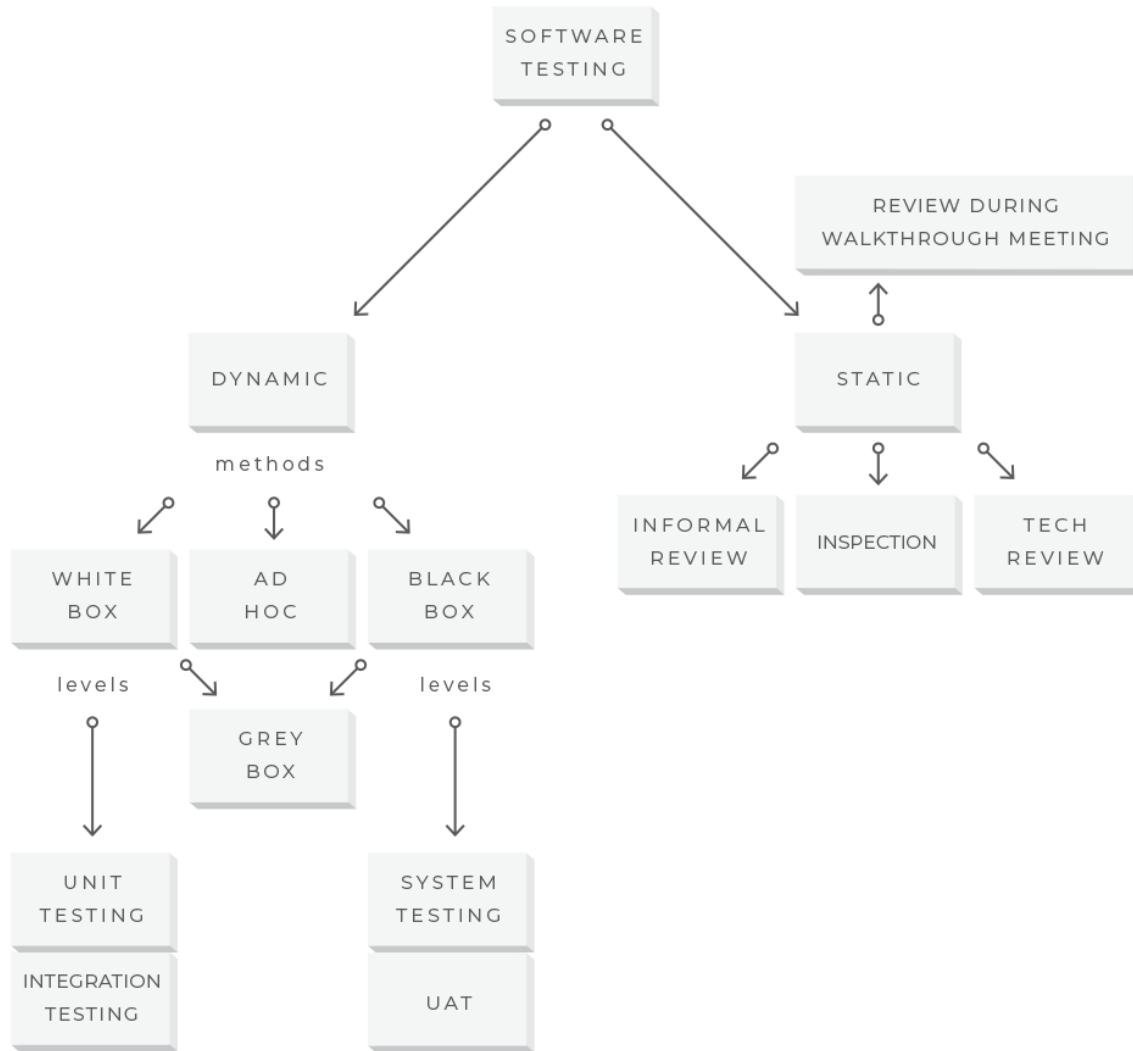 SOFTWARE
TESTING
REVIEW DURING
WALKTHROUGH MEETING
DYNAMIC
STATIC
methods
INFORMAL
REVIEW
INSPECTION
TECH
REVIEW
WHITE
BOX
AD
HOC
BLACK
BOX
levels
levels
GREY
BOX
UNIT
TESTING
SYSTEM
TESTING
INTEGRATION
TESTING
UAT